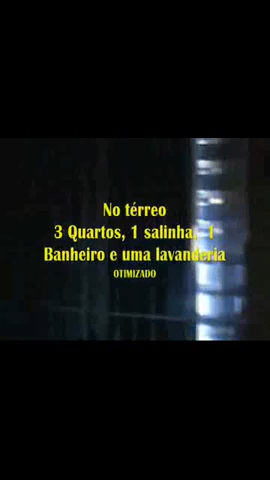 No térreo
3 Quartos, 1 salinha, 1
Banheiro e uma lavanderia
OTIMIZADO